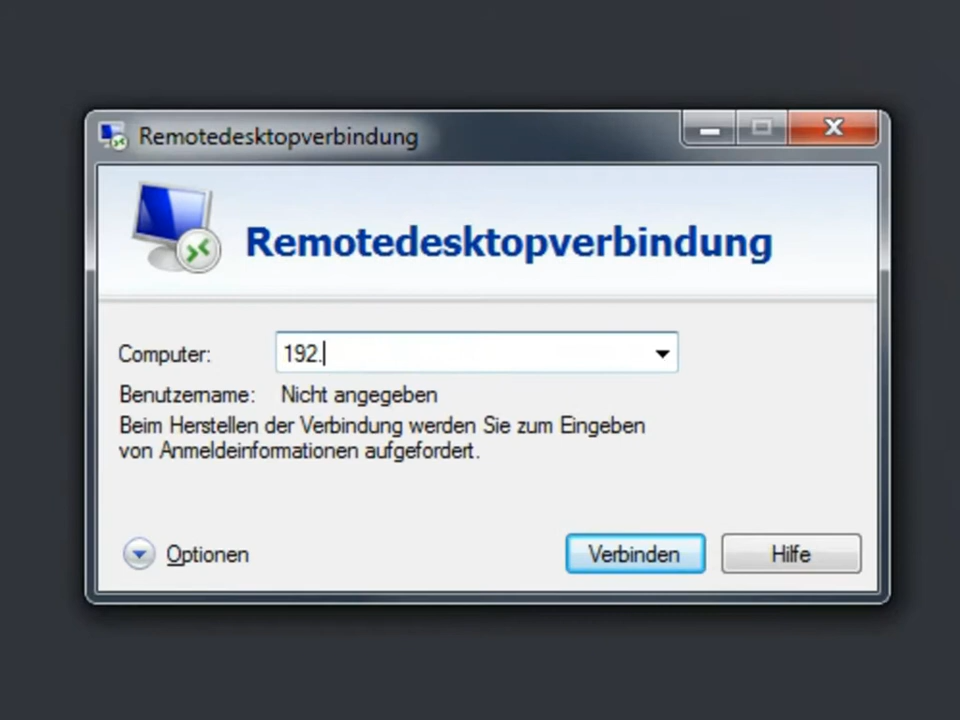 Remotedesktopverbindung
Remotedesktopverbindung
Computer: 192.
Benutzername: Nicht angegeben
Beim Herstellen der Verbindung werden Sie zum Eingeben
von Anmeldeinformationen aufgefordert.
Optionen Verbinden Hilfe